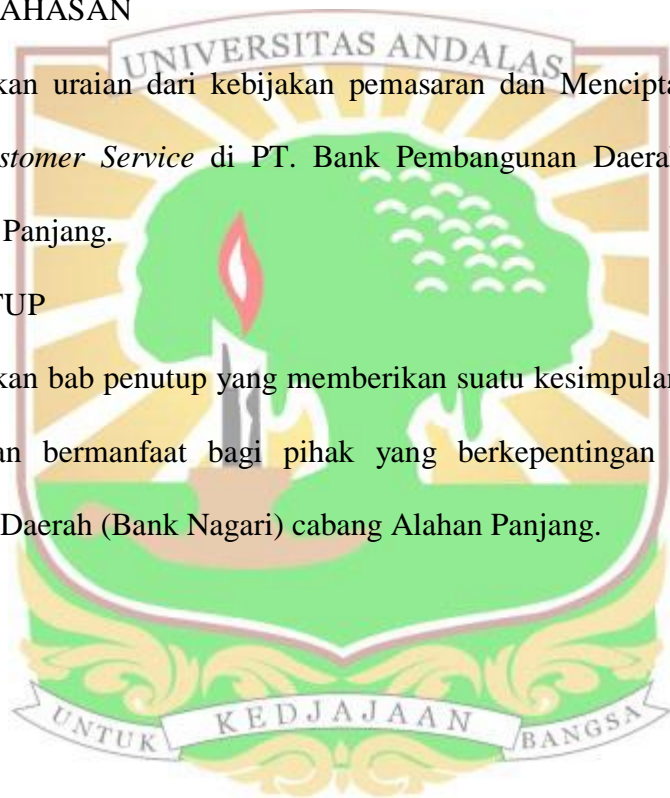 AHASAN
UNIVERSITAS ANDALAS
kan uraian dari kebijakan pemasaran dan Mencipta
stomer Service di PT. Bank Pembangunan Daera
Panjang.
TUP
kan bab penutup yang memberikan suatu kesimpulan
an bermanfaat bagi pihak yang berkepentingan
Daerah (Bank Nagari) cabang Alahan Panjang.
UNTUK KEDJAJAAN BANGSA